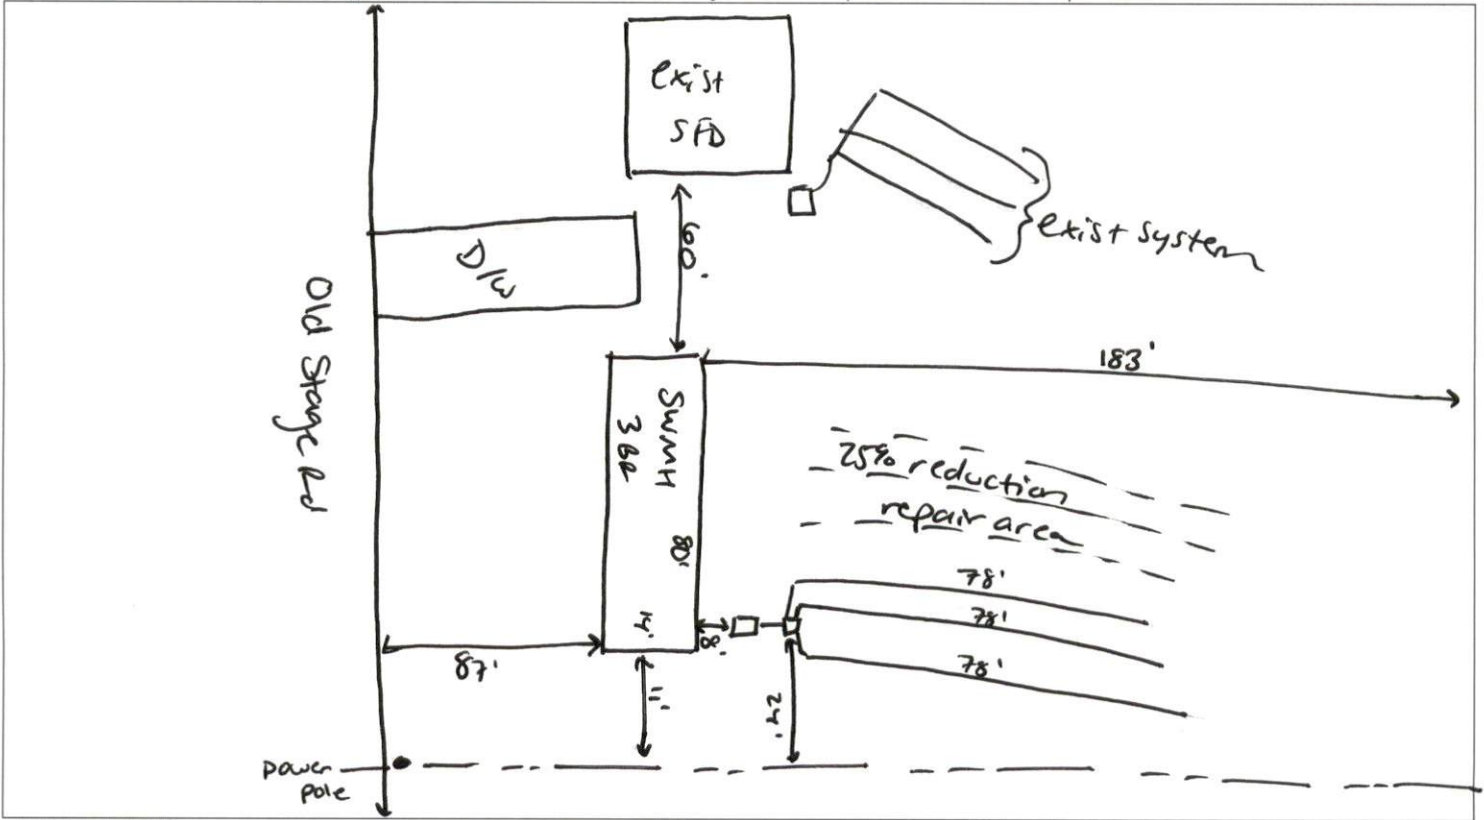 exist
SFD
exist system
60'
D/W
Old Stage Rd
183'
SWMH
3 BR
80'
14'
25% reduction
repair area
78'
78'
78'
8'
87'
11'
24'
power
pole